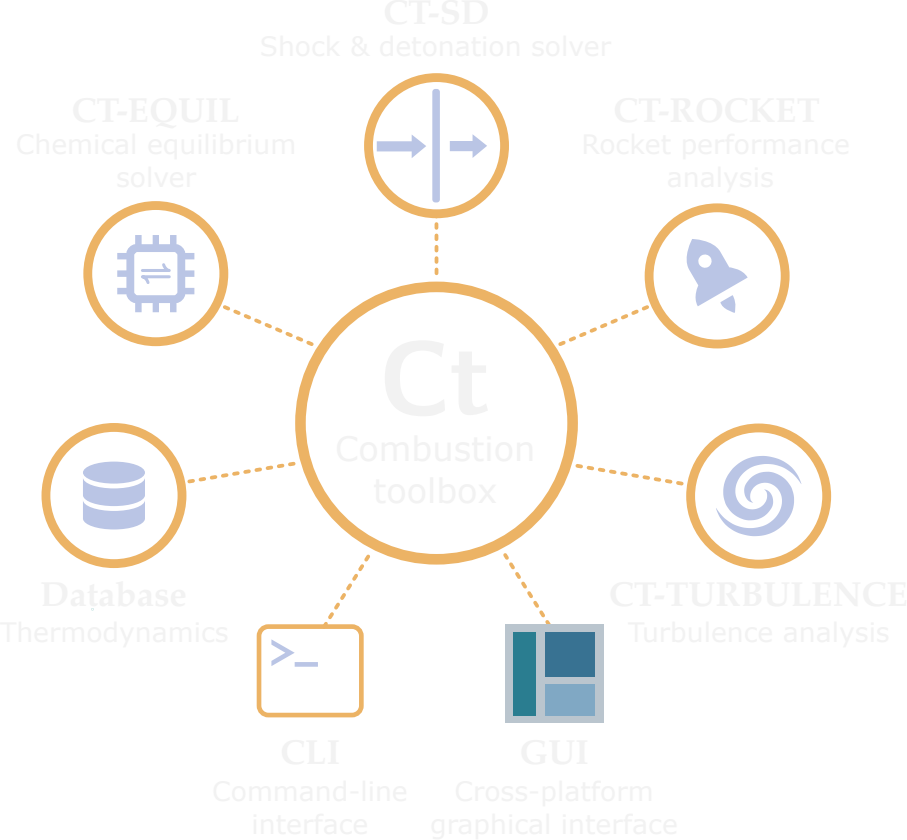 CT-SD
Shock & detonation solver
CT-EQUIL
Chemical equilibrium
solver
CT-ROCKET
Rocket performance
analysis
Ct
Combustion
toolbox
Database
Thermodynamics
CT-TURBULENCE
Turbulence analysis
>_
CLI
Command-line
interface
GUI
Cross-platform
graphical interface